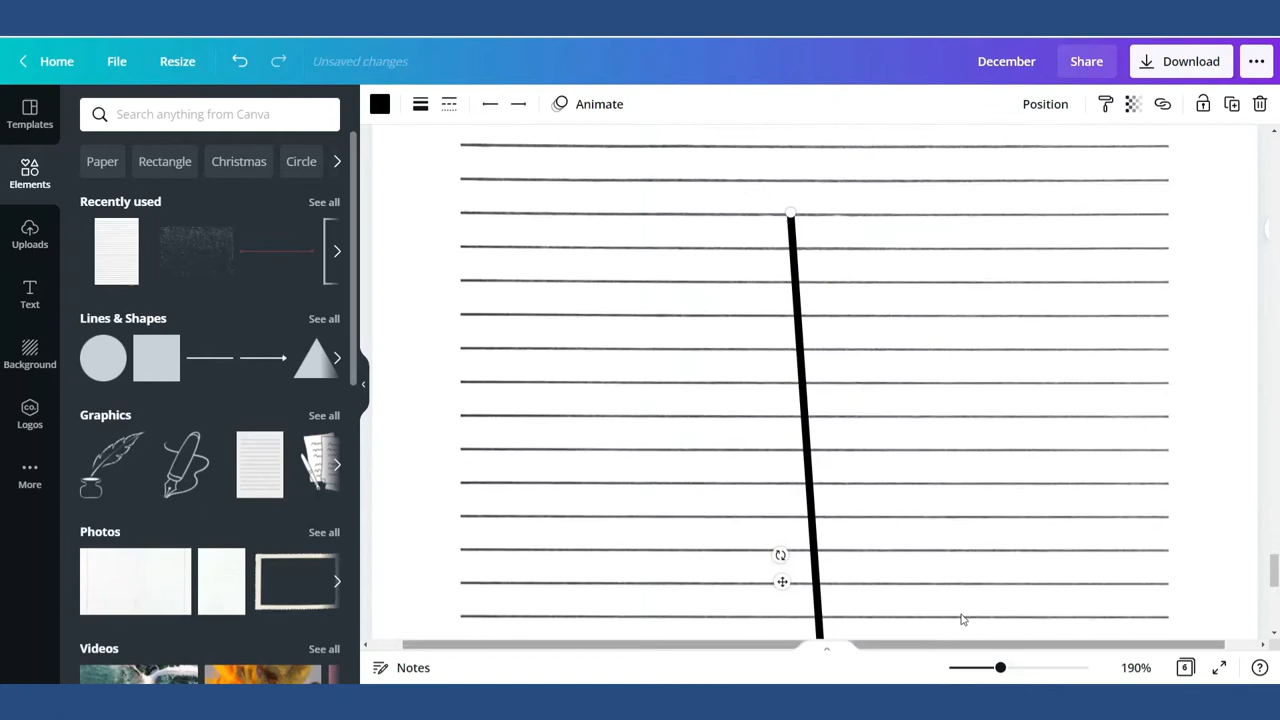 Home File Resize Unsaved changes December Share Download
Templates
Search anything from Canva
Animate
Position
Paper Rectangle Christmas Circle
Elements
Recently used See all
Uploads
Text
Lines & Shapes See all
Background
Graphics See all
CO.
Logos
More
Photos See all
Videos See all
Notes
190%
6
?